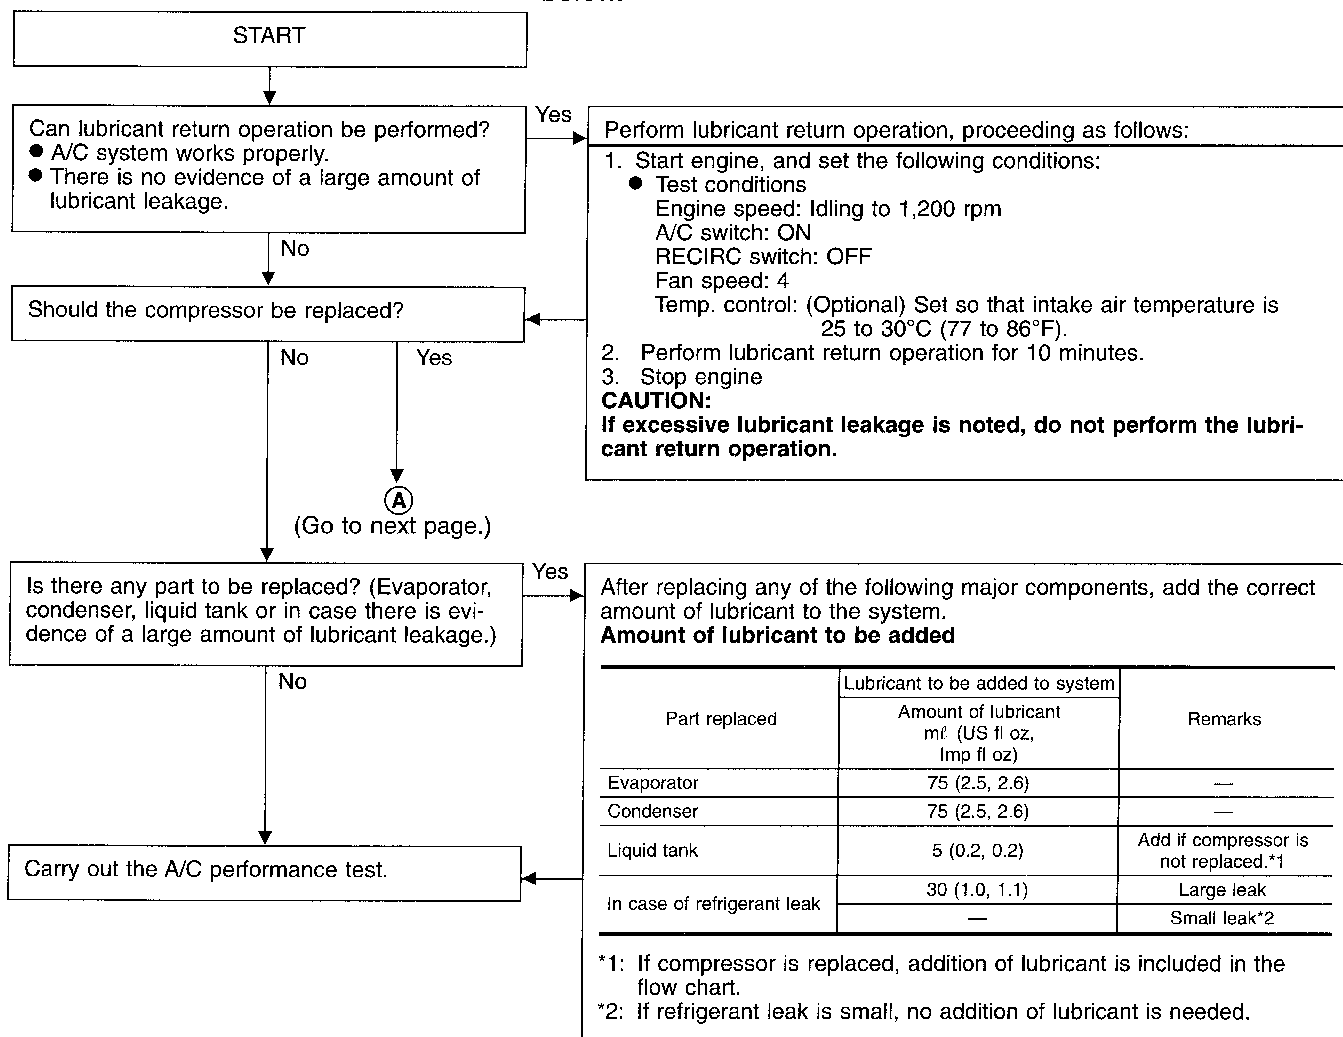 START
Can lubricant return operation be performed?
● A/C system works properly.
● There is no evidence of a large amount of
lubricant leakage.
Yes
Perform lubricant return operation, proceeding as follows:
1. Start engine, and set the following conditions:
● Test conditions
Engine speed: Idling to 1,200 rpm
A/C switch: ON
RECIRC switch: OFF
Fan speed: 4
Temp. control: (Optional) Set so that intake air temperature is
25 to 30°C (77 to 86°F).
2. Perform lubricant return operation for 10 minutes.
3. Stop engine
CAUTION:
If excessive lubricant leakage is noted, do not perform the lubri-
cant return operation.
No
Should the compressor be replaced?
No
Yes
A
(Go to next page.)
Is there any part to be replaced? (Evaporator,
condenser, liquid tank or in case there is evi-
dence of a large amount of lubricant leakage.)
Yes
After replacing any of the following major components, add the correct
amount of lubricant to the system.
Amount of lubricant to be added
Part replaced
Lubricant to be added to system
Amount of lubricant
mℓ (US fl oz,
Imp fl oz)
Remarks
Evaporator 75 (2.5, 2.6) —
Condenser 75 (2.5, 2.6) —
Liquid tank 5 (0.2, 0.2) Add if compressor is
not replaced.*1
In case of refrigerant leak 30 (1.0, 1.1) Large leak
— Small leak*2
*1: If compressor is replaced, addition of lubricant is included in the
flow chart.
*2: If refrigerant leak is small, no addition of lubricant is needed.
No
Carry out the A/C performance test.